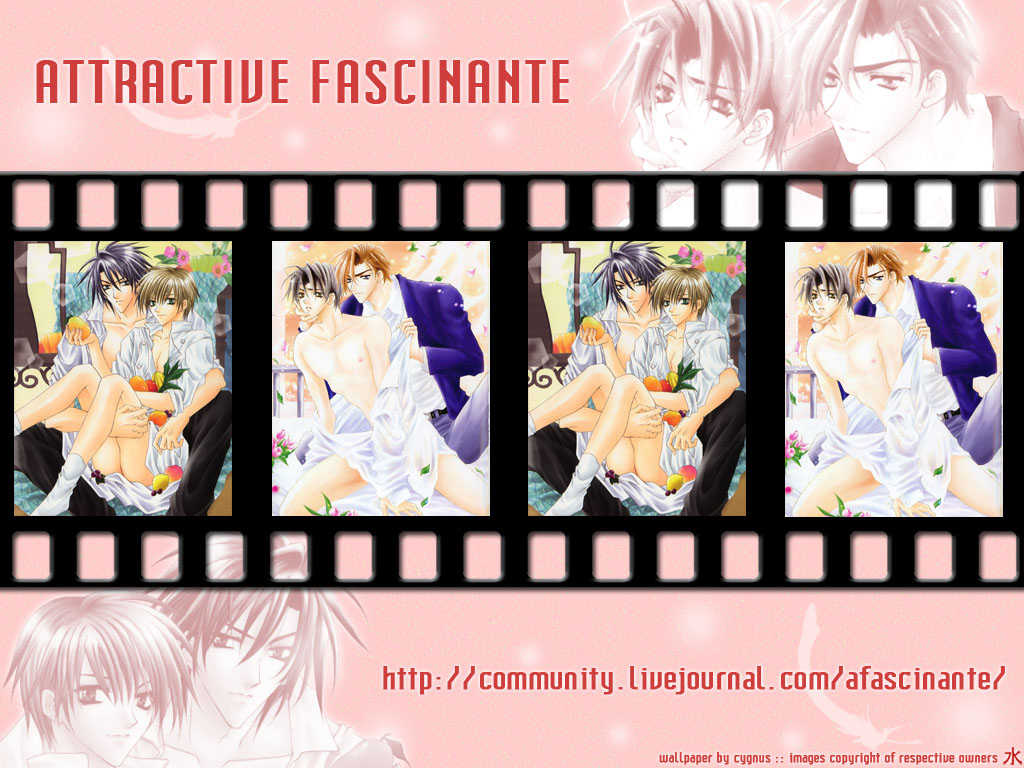 ATTRACTIVE FASCINANTE
http://community.livejournal.com/afascinante/
wallpaper by cygnus :: images copyright of respective owners 水